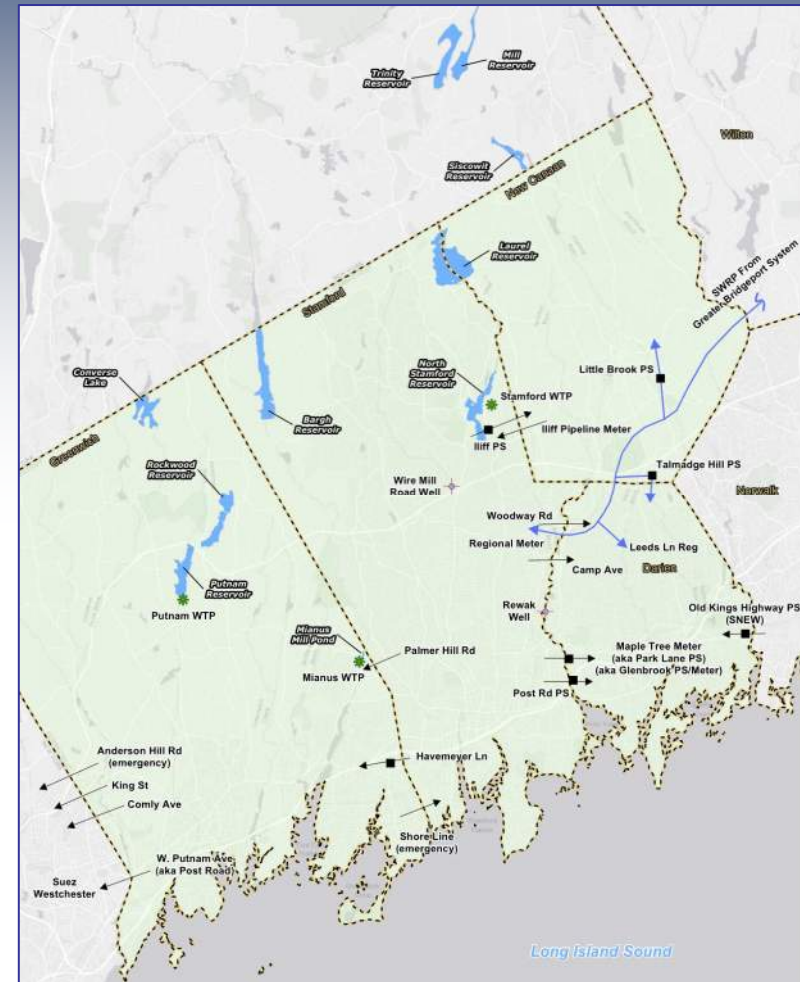 Trinity
Reservoir
Mill
Reservoir
Wilton
Siscowit
Reservoir
New Canaan
Laurel
Reservoir
SWRP From
Greater Bridgeport System
Stamford
Converse
Lake
North
Stamford
Reservoir
Little Brook PS
Stamford WTP
Bargh
Reservoir
Iliff Pipeline Meter
Iliff PS
Greenwich
Rockwood
Reservoir
Wire Mill
Road Well
Talmadge Hill PS
Norwalk
Woodway Rd
Regional Meter
Leeds Ln Reg
Camp Ave
Darien
Putnam
Reservoir
Putnam WTP
Rewak
Well
Old Kings Highway PS
(SNEW)
Mianus
Mill Pond
Palmer Hill Rd
Mianus WTP
Maple Tree Meter
(aka Park Lane PS)
(aka Glenbrook PS/Meter)
Post Rd PS
Anderson Hill Rd
(emergency)
Havemeyer Ln
King St
Comly Ave
Shore Line
(emergency)
W. Putnam Ave
(aka Post Road)
Suez
Westchester
Long Island Sound